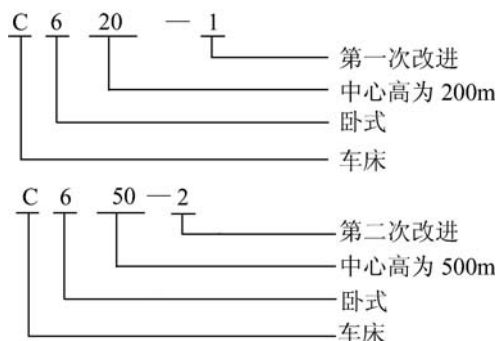 C 6 20 — 1
第一次改进
中心高为 200m
卧式
车床
C 6 50 — 2
第二次改进
中心高为 500m
卧式
车床